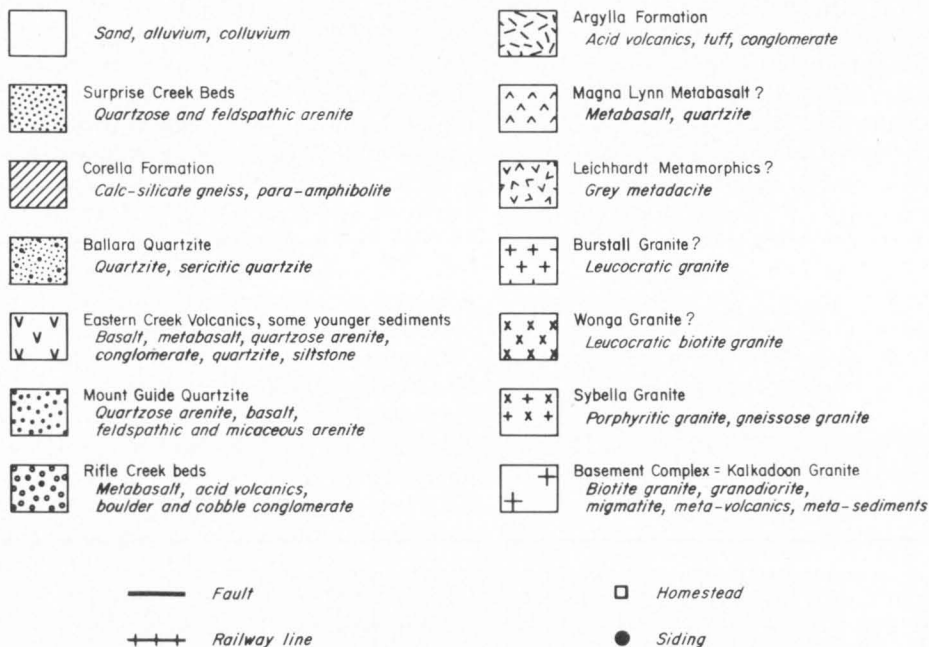 Sand, alluvium, colluvium
Surprise Creek Beds
Quartzose and feldspathic arenite
Corella Formation
Calc-silicate gneiss, para-amphibolite
Ballara Quartzite
Quartzite, sericitic quartzite
Eastern Creek Volcanics, some younger sediments
Basalt, metabasalt, quartzose arenite,
conglomerate, quartzite, siltstone
Mount Guide Quartzite
Quartzose arenite, basalt,
feldspathic and micaceous arenite
Rifle Creek beds
Metabasalt, acid volcanics,
boulder and cobble conglomerate
Argylla Formation
Acid volcanics, tuff, conglomerate
Magna Lynn Metabasalt ?
Metabasalt, quartzite
Leichhardt Metamorphics ?
Grey metadacite
Burstall Granite ?
Leucocratic granite
Wonga Granite ?
Leucocratic biotite granite
Sybella Granite
Porphyritic granite, gneissose granite
Basement Complex = Kalkadoon Granite
Biotite granite, granodiorite,
migmatite, meta-volcanics, meta-sediments
Fault
Railway line
Homestead
Siding